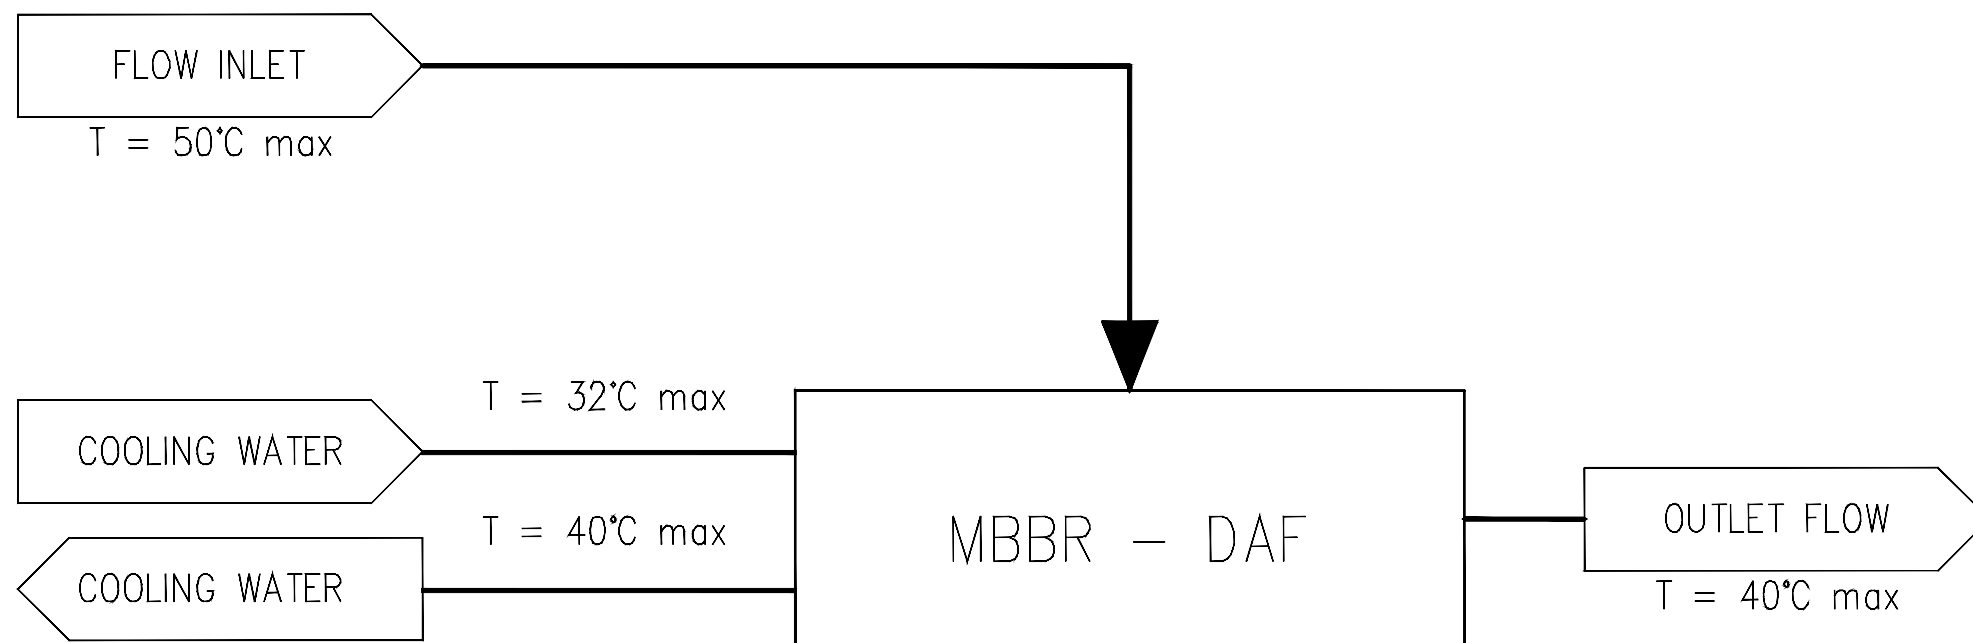 FLOW INLET
T = 50°C max
T = 32°C max
COOLING WATER
T = 40°C max
COOLING WATER
MBBR - DAF
OUTLET FLOW
T = 40°C max